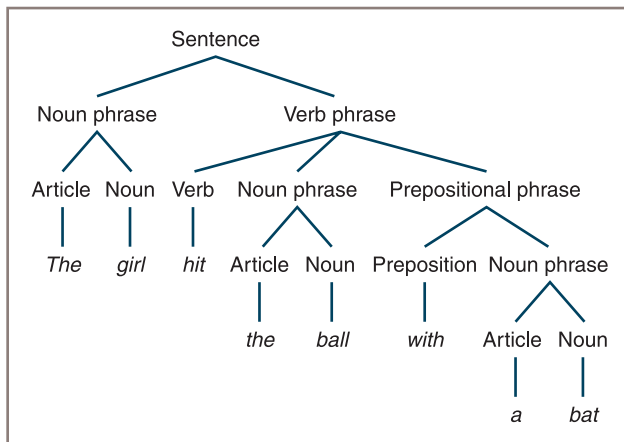 Sentence
Noun phrase Verb phrase
Article Noun Verb Noun phrase Prepositional phrase
The girl hit Article Noun Preposition Noun phrase
the ball with Article Noun
a bat